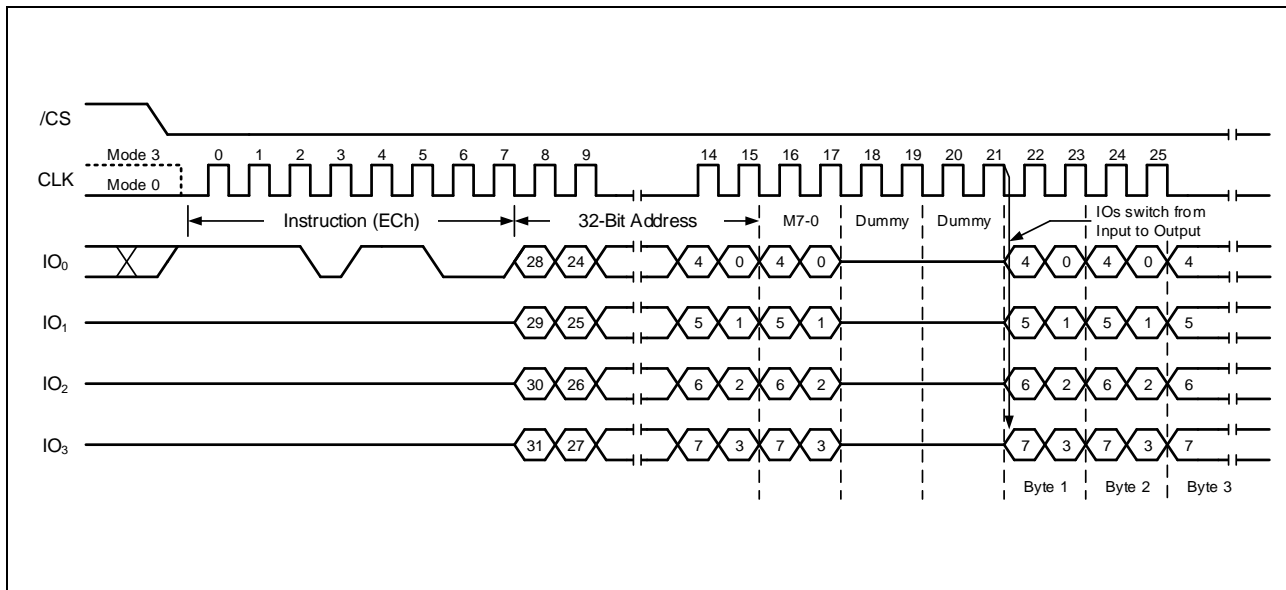 /CS
Mode 3 0 1 2 3 4 5 6 7 8 9 14 15 16 17 18 19 20 21 22 23 24 25
CLK
Mode 0
Instruction (ECh) 32-Bit Address M7-0 Dummy Dummy IOs switch from
Input to Output
IO0 28 24 4 0 4 0 4 0 4 0 4
IO1 29 25 5 1 5 1 5 1 5 1 5
IO2 30 26 6 2 6 2 6 2 6 2 6
IO3 31 27 7 3 7 3 7 3 7 3 7
Byte 1 Byte 2 Byte 3